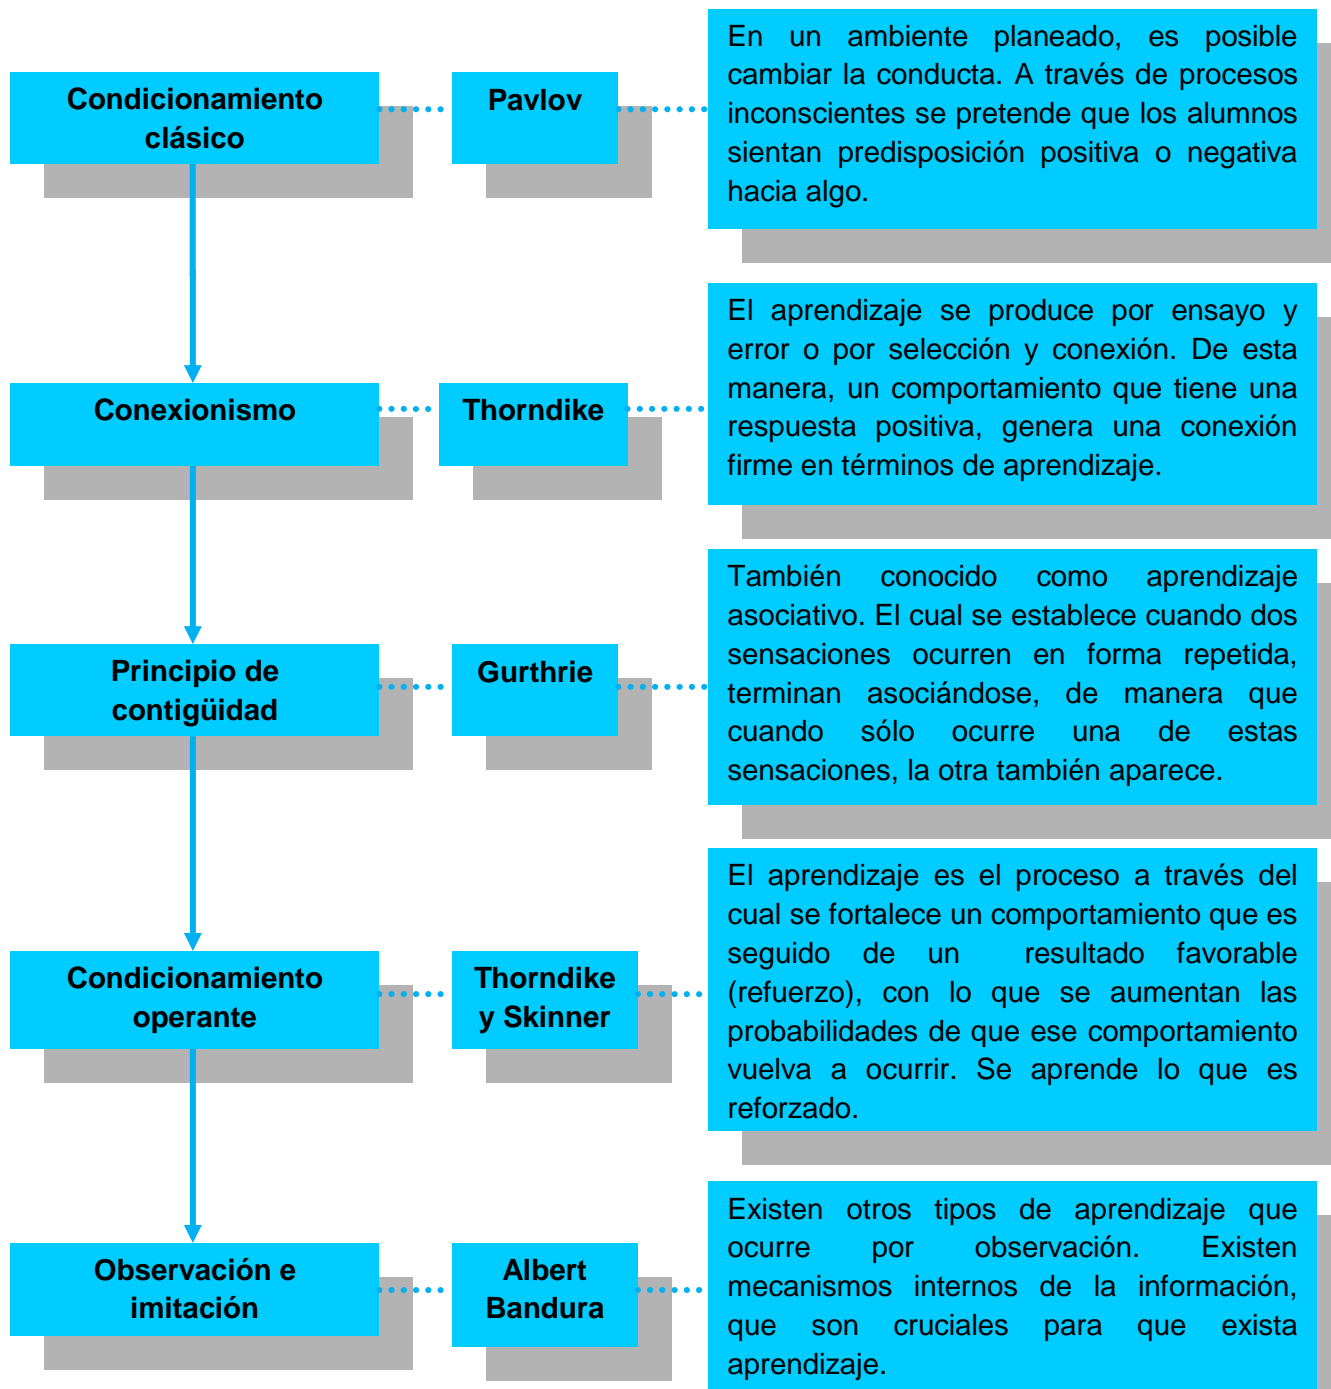 Condicionamiento
clásico
Pavlov
En un ambiente planeado, es posible
cambiar la conducta. A través de procesos
inconscientes se pretende que los alumnos
sientan predisposición positiva o negativa
hacia algo.
Conexionismo
Thorndike
El aprendizaje se produce por ensayo y
error o por selección y conexión. De esta
manera, un comportamiento que tiene una
respuesta positiva, genera una conexión
firme en términos de aprendizaje.
Principio de
contigüidad
Gurthrie
También conocido como aprendizaje
asociativo. El cual se establece cuando dos
sensaciones ocurren en forma repetida,
terminan asociándose, de manera que
cuando sólo ocurre una de estas
sensaciones, la otra también aparece.
Condicionamiento
operante
Thorndike
y Skinner
El aprendizaje es el proceso a través del
cual se fortalece un comportamiento que es
seguido de un resultado favorable
(refuerzo), con lo que se aumentan las
probabilidades de que ese comportamiento
vuelva a ocurrir. Se aprende lo que es
reforzado.
Observación e
imitación
Albert
Bandura
Existen otros tipos de aprendizaje que
ocurre por observación. Existen
mecanismos internos de la información,
que son cruciales para que exista
aprendizaje.